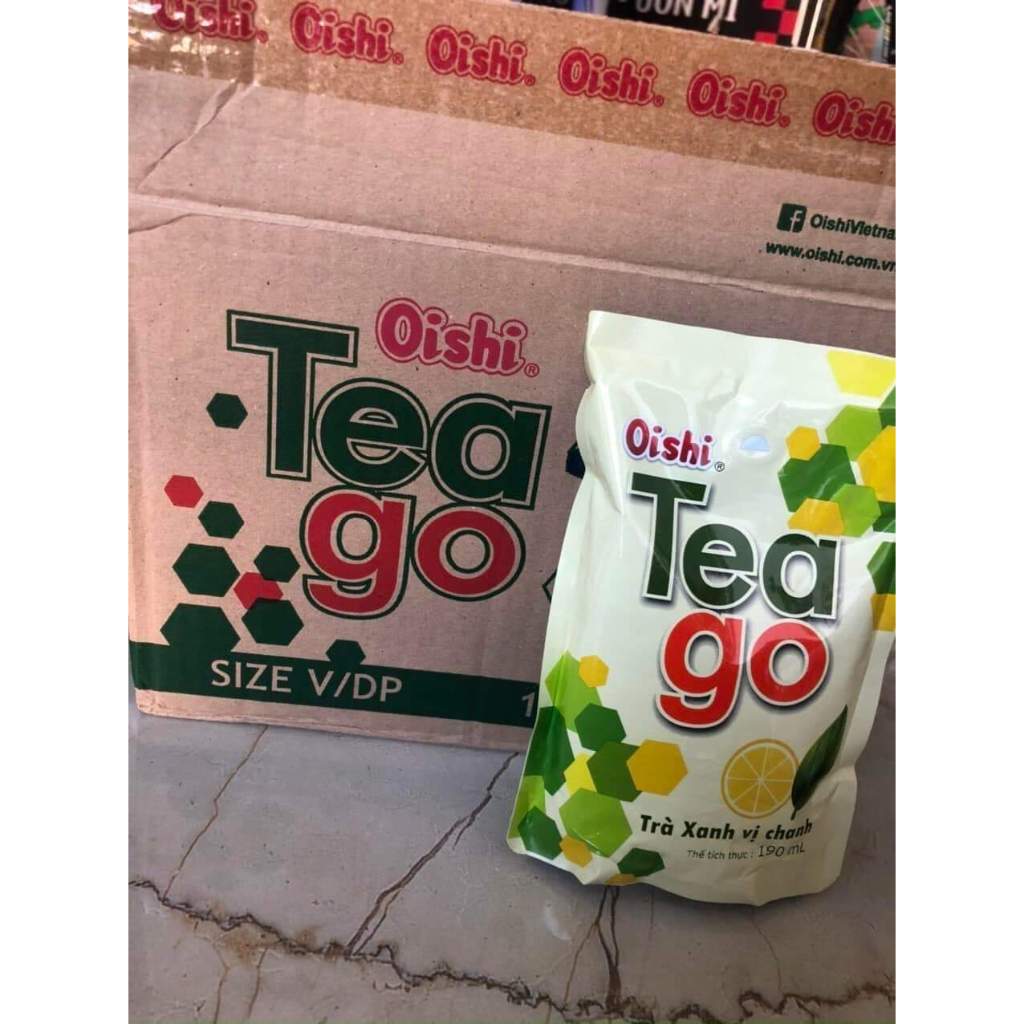 Oishi® Oishi® Oishi® Oishi® Oishi® Oishi
OishiVietna
www.oishi.com.vn
Oishi®
Tea
go
SIZE V/DP
1
Oishi®
Tea
go
Trà Xanh vị chanh
Thể tích thực : 190 mL